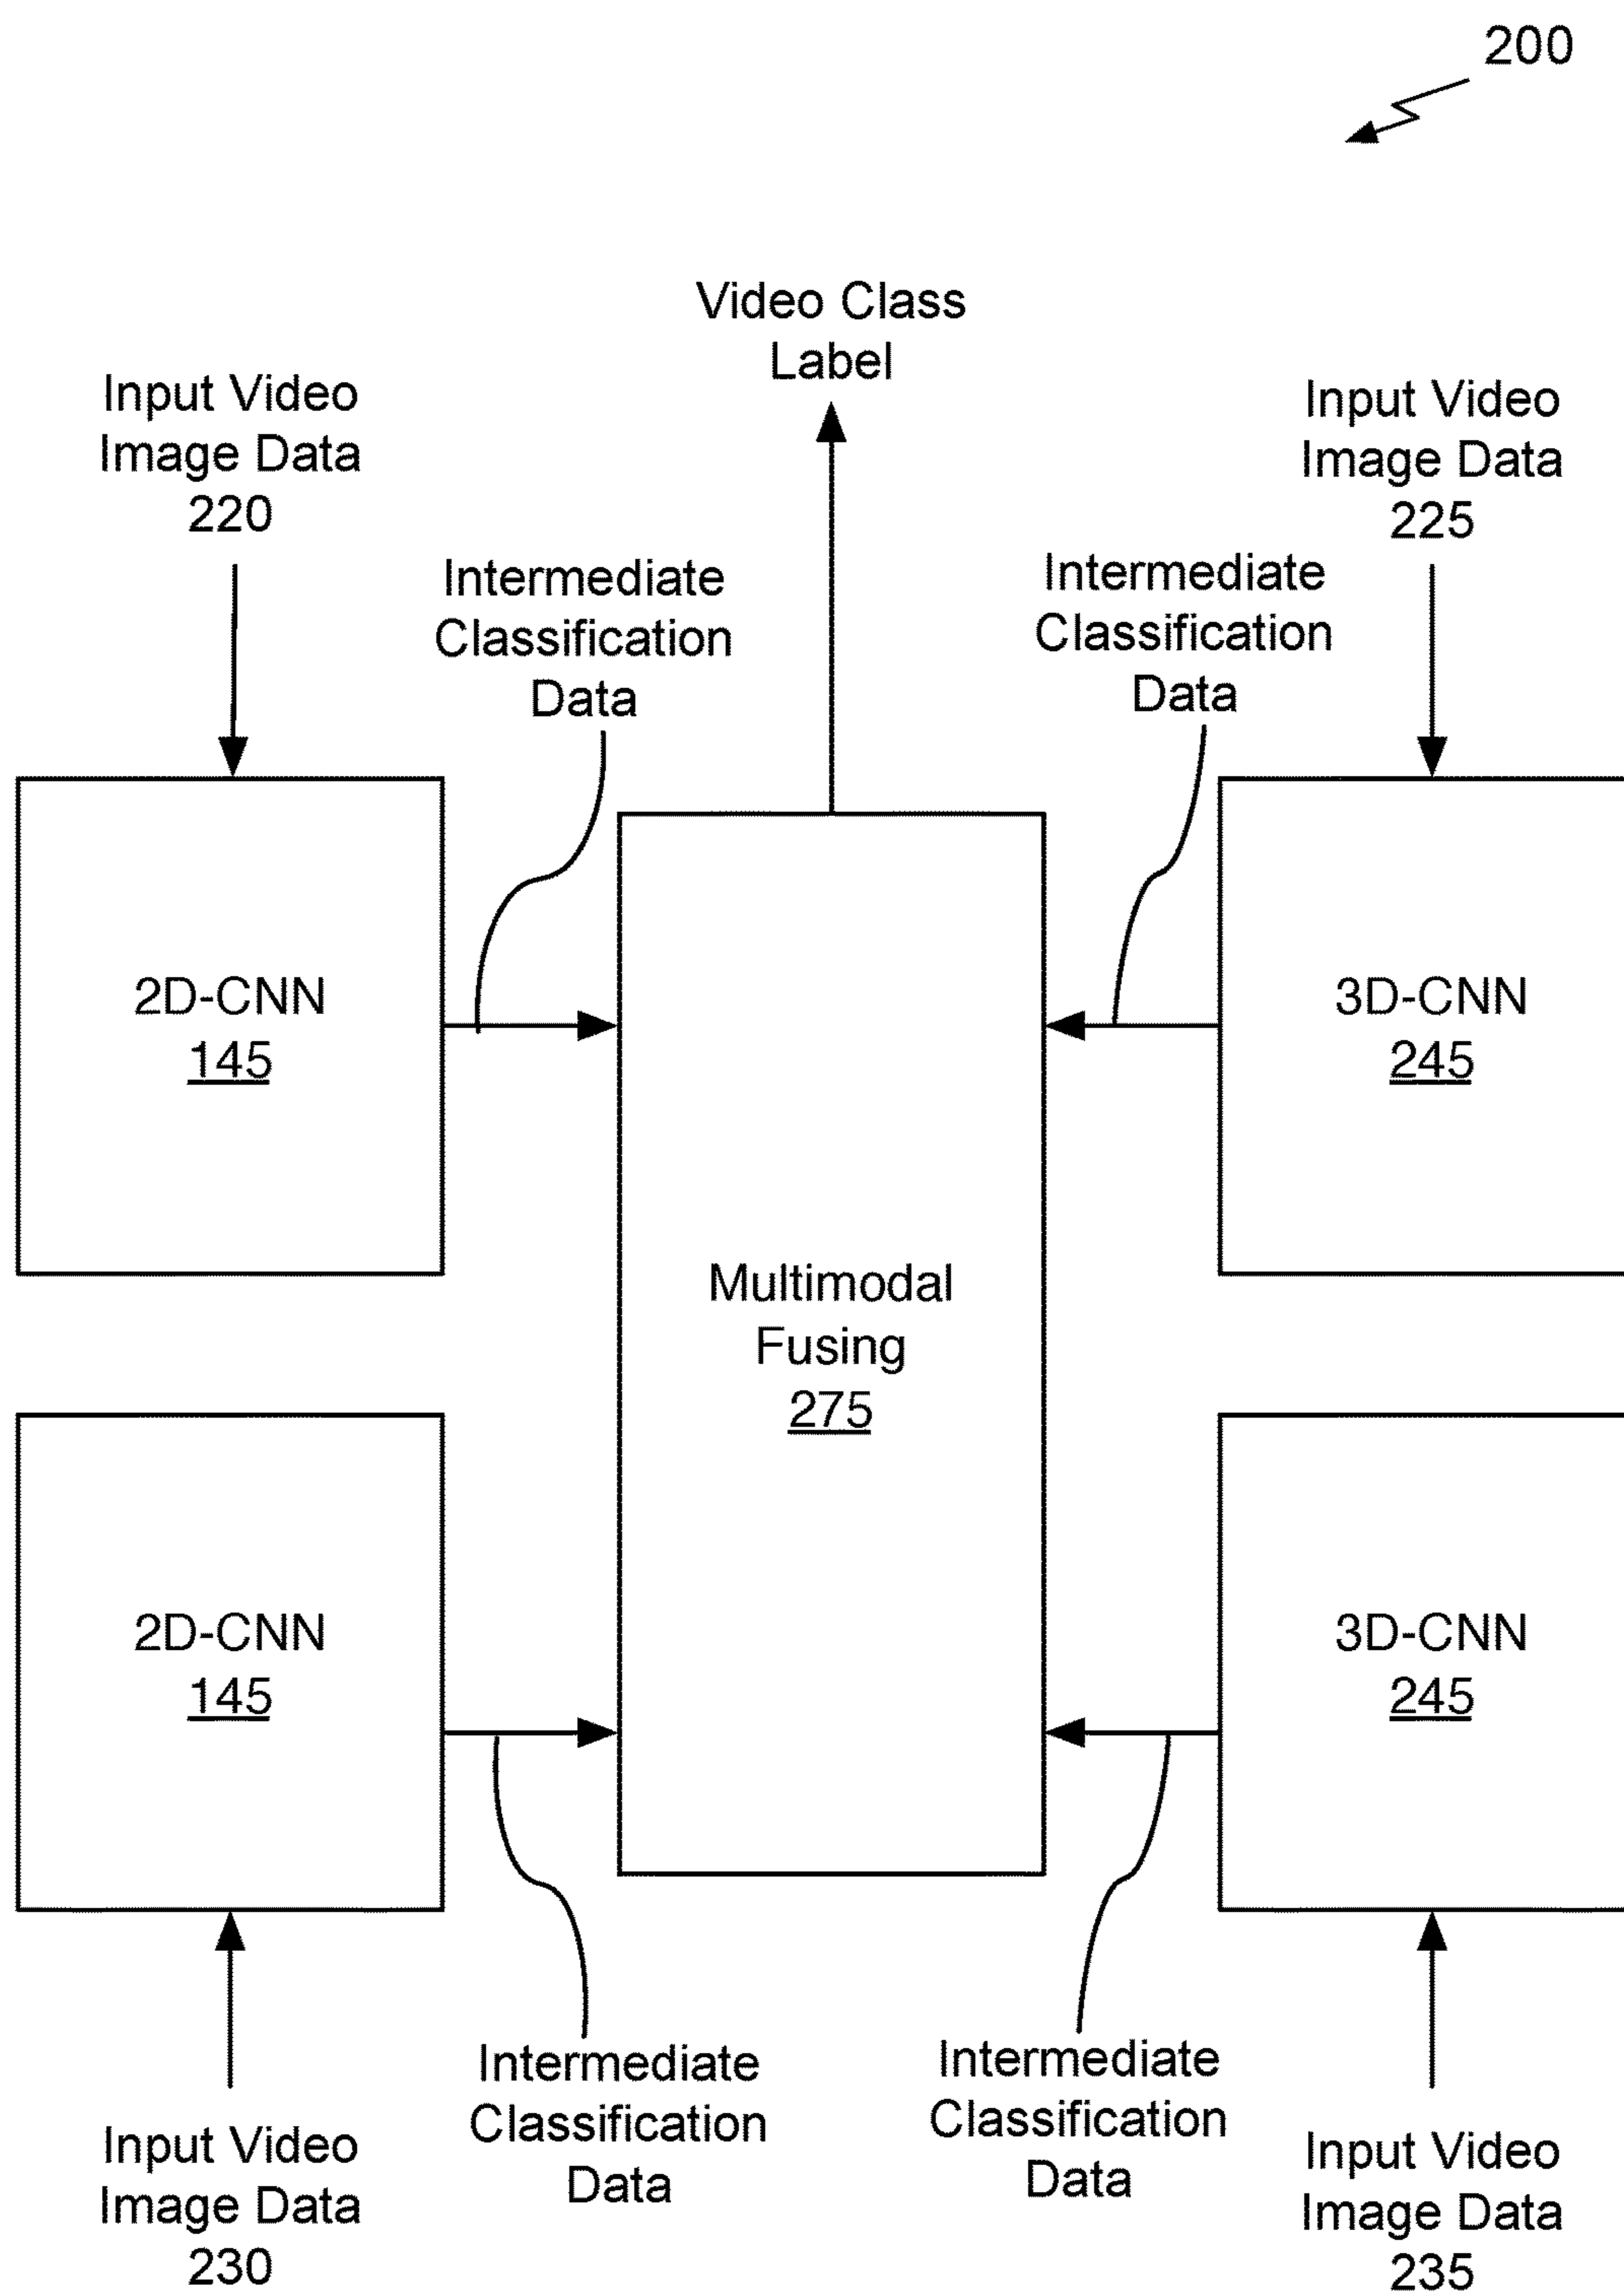 200
Video Class
Label
Input Video
Image Data
220
Input Video
Image Data
225
Intermediate
Classification
Data
Intermediate
Classification
Data
2D-CNN
145
3D-CNN
245
Multimodal
Fusing
275
2D-CNN
145
3D-CNN
245
Intermediate
Classification
Data
Intermediate
Classification
Data
Input Video
Image Data
230
Input Video
Image Data
235